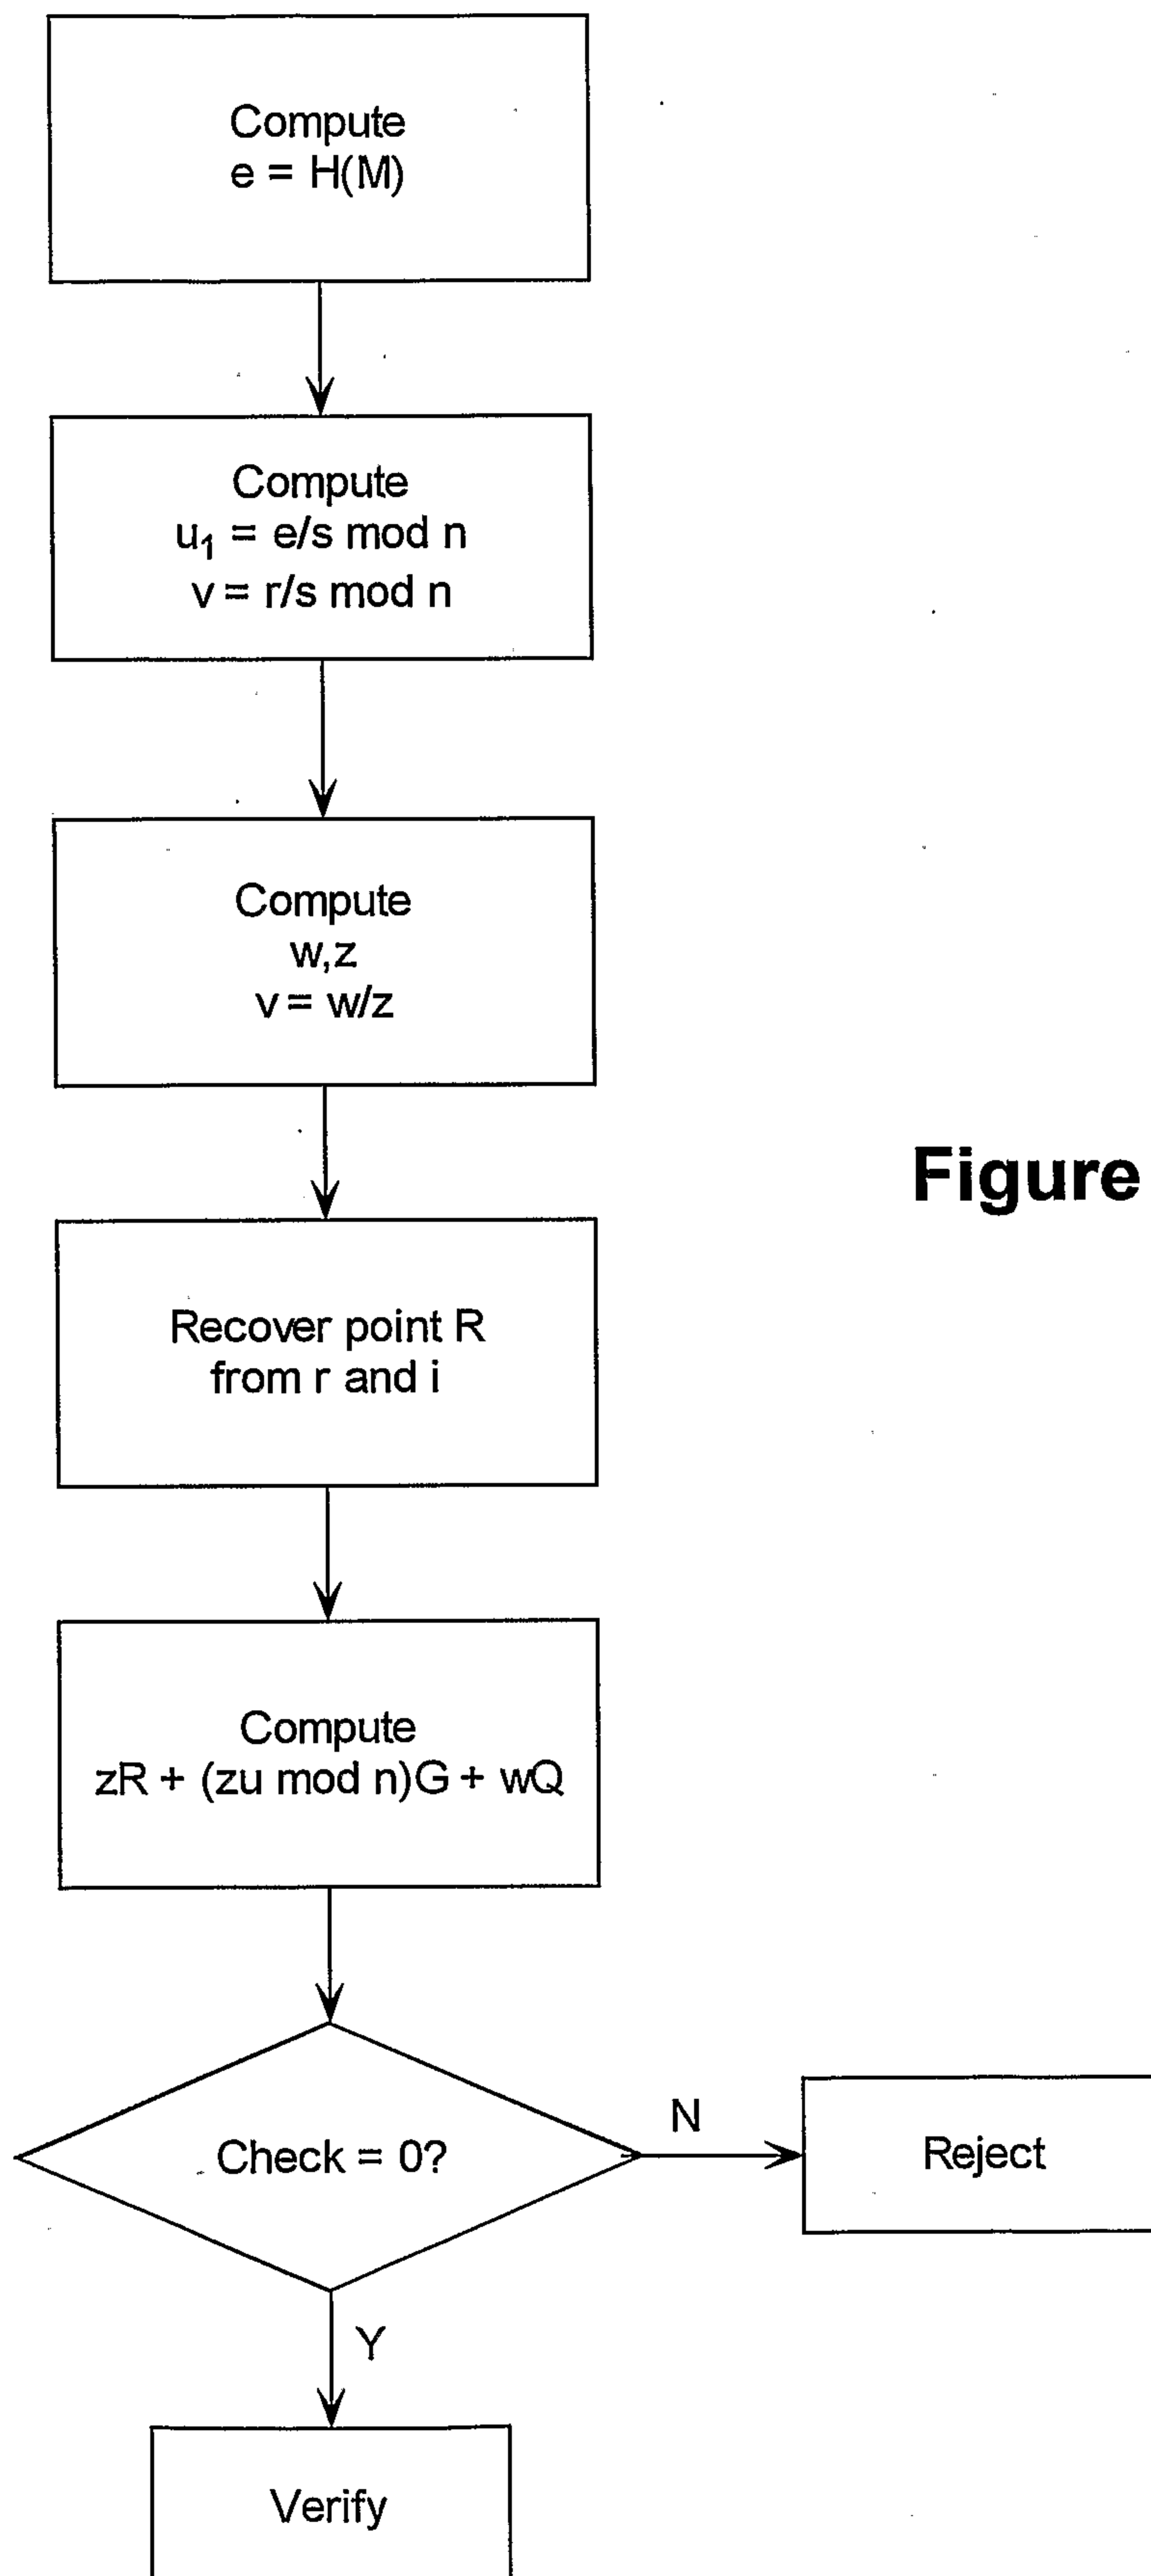 Compute
e = H(M)
Compute
u₁ = e/s mod n
v = r/s mod n
Compute
w,z
v = w/z
Figure
Recover point R
from r and i
Compute
zR + (zu mod n)G + wQ
Check = 0?
N
Reject
Y
Verify